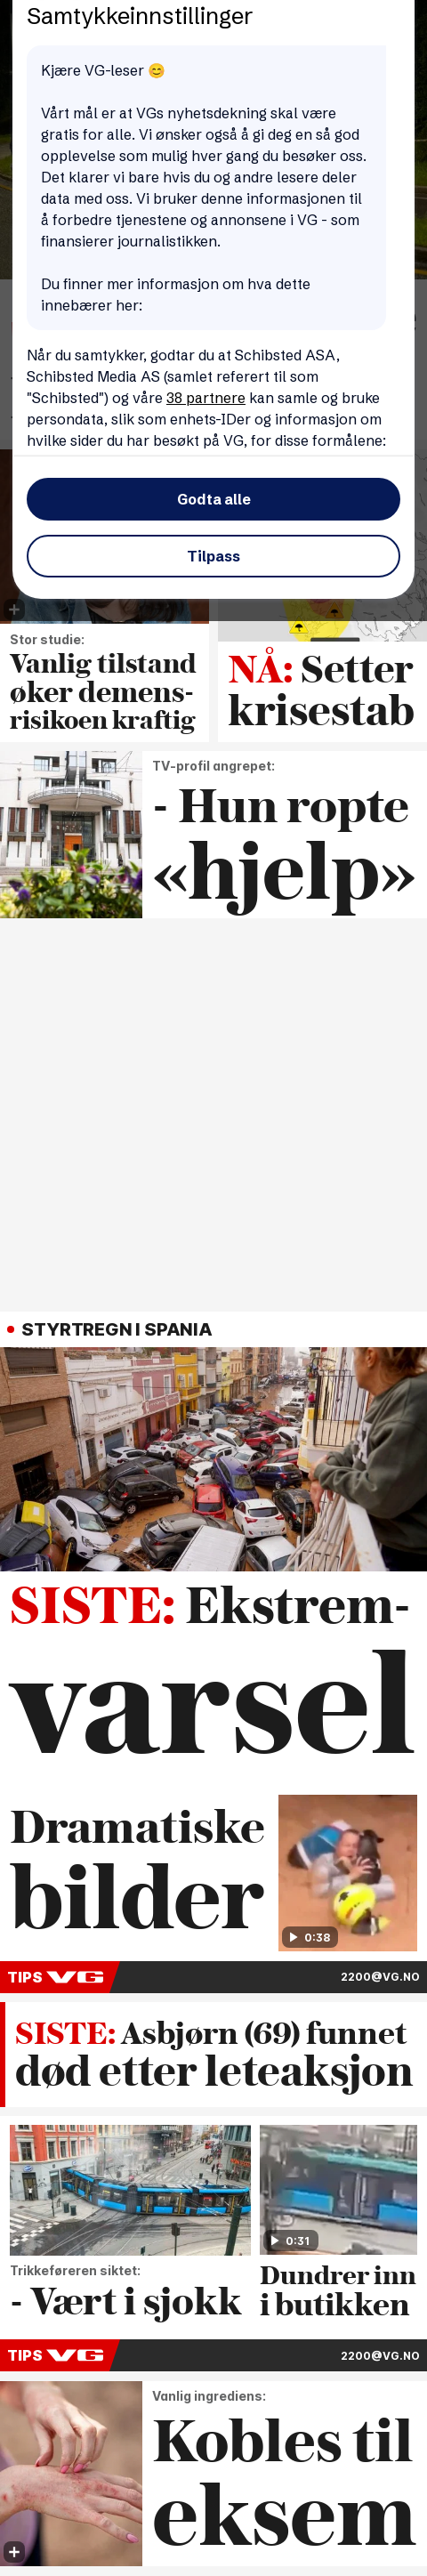 Samtykkeinnstillinger
Kjære VG-leser 😊
Vårt mål er at VGs nyhetsdekning skal være
gratis for alle. Vi ønsker også å gi deg en så god
opplevelse som mulig hver gang du besøker oss.
Det klarer vi bare hvis du og andre lesere deler
data med oss. Vi bruker denne informasjonen til
å forbedre tjenestene og annonsene i VG - som
finansierer journalistikken.
Du finner mer informasjon om hva dette
innebærer her:
Når du samtykker, godtar du at Schibsted ASA,
Schibsted Media AS (samlet referert til som
"Schibsted") og våre 38 partnere kan samle og bruke
persondata, slik som enhets-IDer og informasjon om
hvilke sider du har besøkt på VG, for disse formålene:
Godta alle
Tilpass
Stor studie:
Vanlig tilstand
øker demens-
risikoen kraftig
NÅ: Setter
krisestab
TV-profil angrepet:
- Hun ropte
«hjelp»
STYRTREGN I SPANIA
SISTE: Ekstrem-
varsel
Dramatiske
bilder
0:38
TIPS VG
2200@VG.NO
SISTE: Asbjørn (69) funnet
død etter leteaksjon
0:31
Trikkeføreren siktet:
- Vært i sjokk
Dundrer inn
i butikken
TIPS VG
2200@VG.NO
Vanlig ingrediens:
Kobles til
eksem